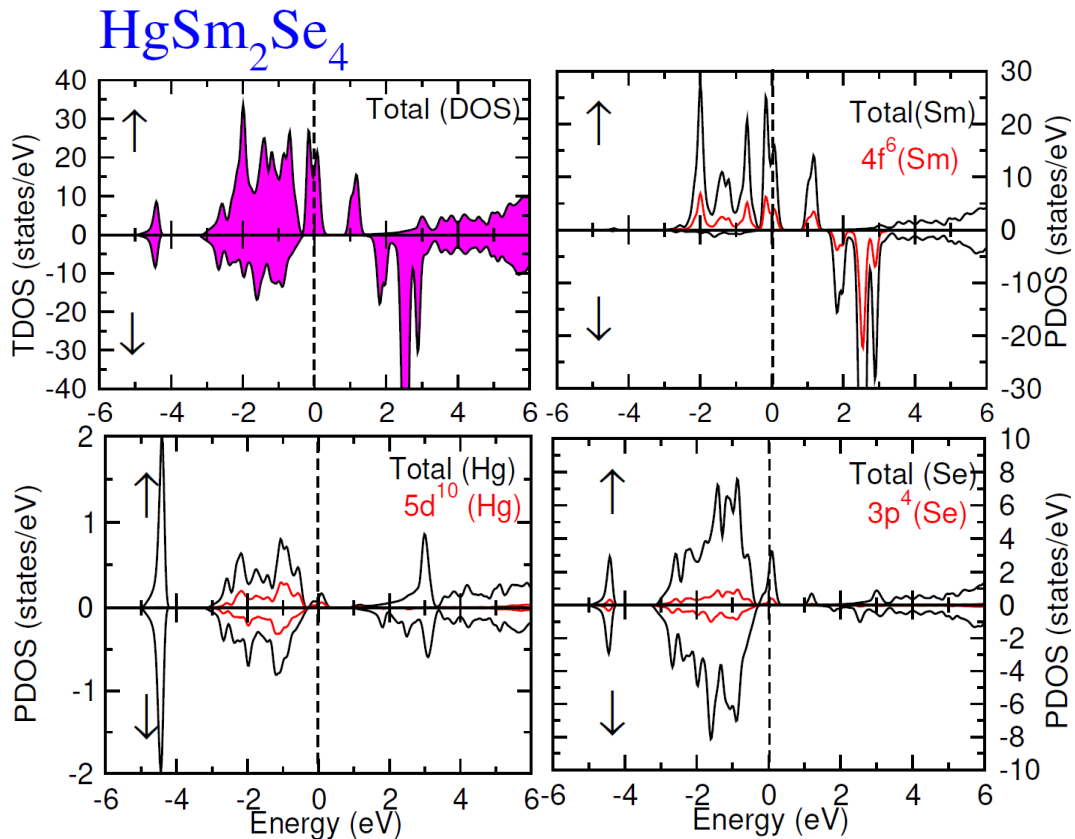 HgSm₂Se₄
40
30
20
10
0
-10
-20
-30
-40
TDOS (states/eV)
↑
↓
Total (DOS)
-6 -4 -2 0 2 4 6
30
20
10
0
-10
-20
-30
PDOS (states/eV)
↑
↓
Total(Sm)
4f⁶(Sm)
-6 -4 -2 0 2 4 6
2
1
0
-1
-2
PDOS (states/eV)
↑
↓
Total (Hg)
5d¹⁰ (Hg)
-6 -4 -2 0 2 4 6
Energy (eV)
10
8
6
4
2
0
-2
-4
-6
-8
-10
PDOS (states/eV)
↑
↓
Total (Se)
3p⁴(Se)
-6 -4 -2 0 2 4 6
Energy (eV)